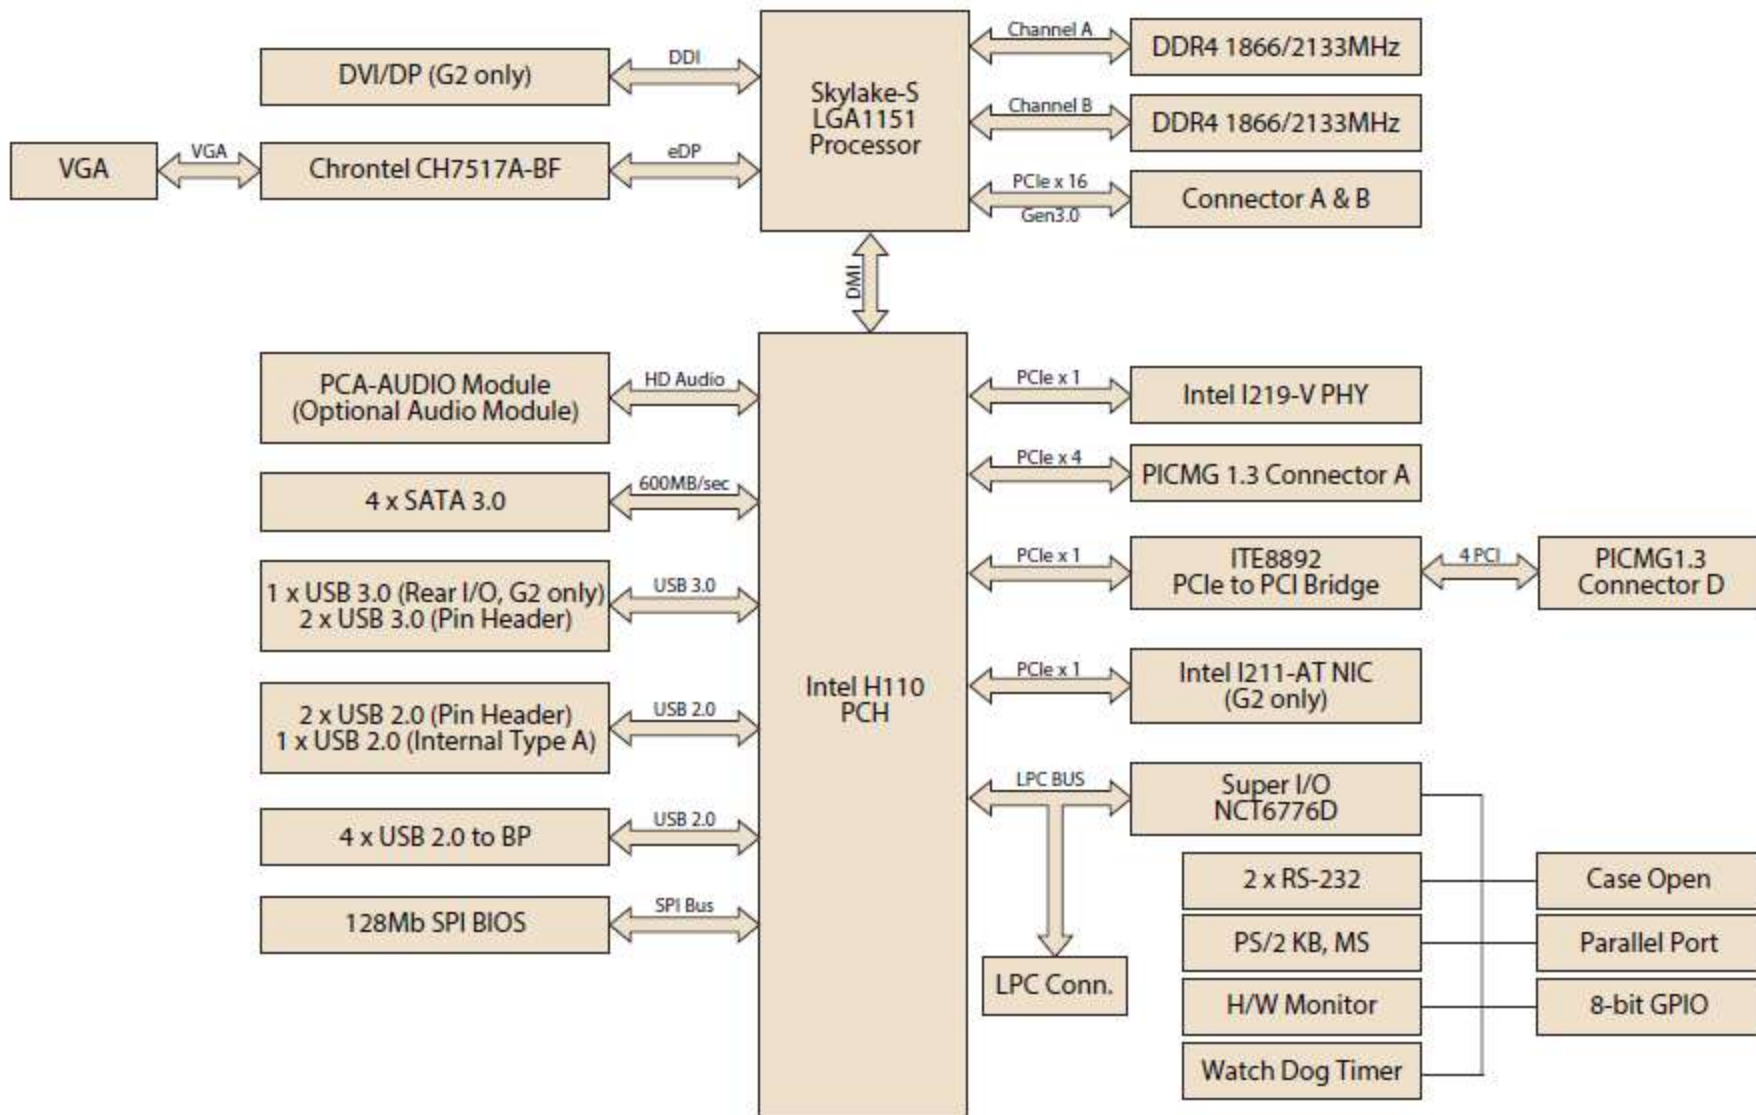 Channel A
DDR4 1866/2133MHz
DVI/DP (G2 only)
DDI
Skylake-S
LGA1151
Processor
Channel B
DDR4 1866/2133MHz
VGA
VGA
Chrontel CH7517A-BF
eDP
PCIe x 16
Gen3.0
Connector A & B
DMI
PCA-AUDIO Module
(Optional Audio Module)
HD Audio
PCIe x 1
Intel I219-V PHY
4 x SATA 3.0
600MB/sec
PCIe x 4
PICMG 1.3 Connector A
1 x USB 3.0 (Rear I/O, G2 only)
2 x USB 3.0 (Pin Header)
USB 3.0
PCIe x 1
ITE8892
PCIe to PCI Bridge
4 PCI
PICMG1.3
Connector D
2 x USB 2.0 (Pin Header)
1 x USB 2.0 (Internal Type A)
USB 2.0
Intel H110
PCH
PCIe x 1
Intel I211-AT NIC
(G2 only)
4 x USB 2.0 to BP
USB 2.0
LPC BUS
Super I/O
NCT6776D
128Mb SPI BIOS
SPI Bus
LPC Conn.
2 x RS-232
Case Open
PS/2 KB, MS
Parallel Port
H/W Monitor
8-bit GPIO
Watch Dog Timer